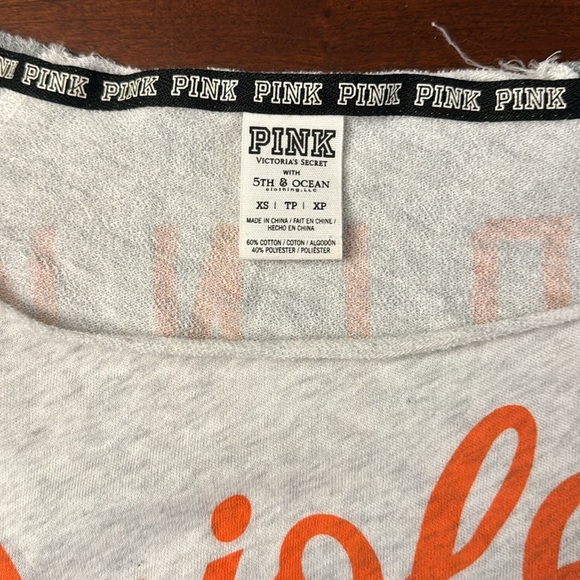 PINK PINK PINK PINK PINK PINK PINK
PINK
VICTORIA'S SECRET
WITH
5TH & OCEAN
clothing, LLC
XS | TP | XP
MADE IN CHINA / FAIT EN CHINE /
HECHO EN CHINA
60% COTTON / COTON / ALGODÓN
40% POLYESTER / POLIÉSTER